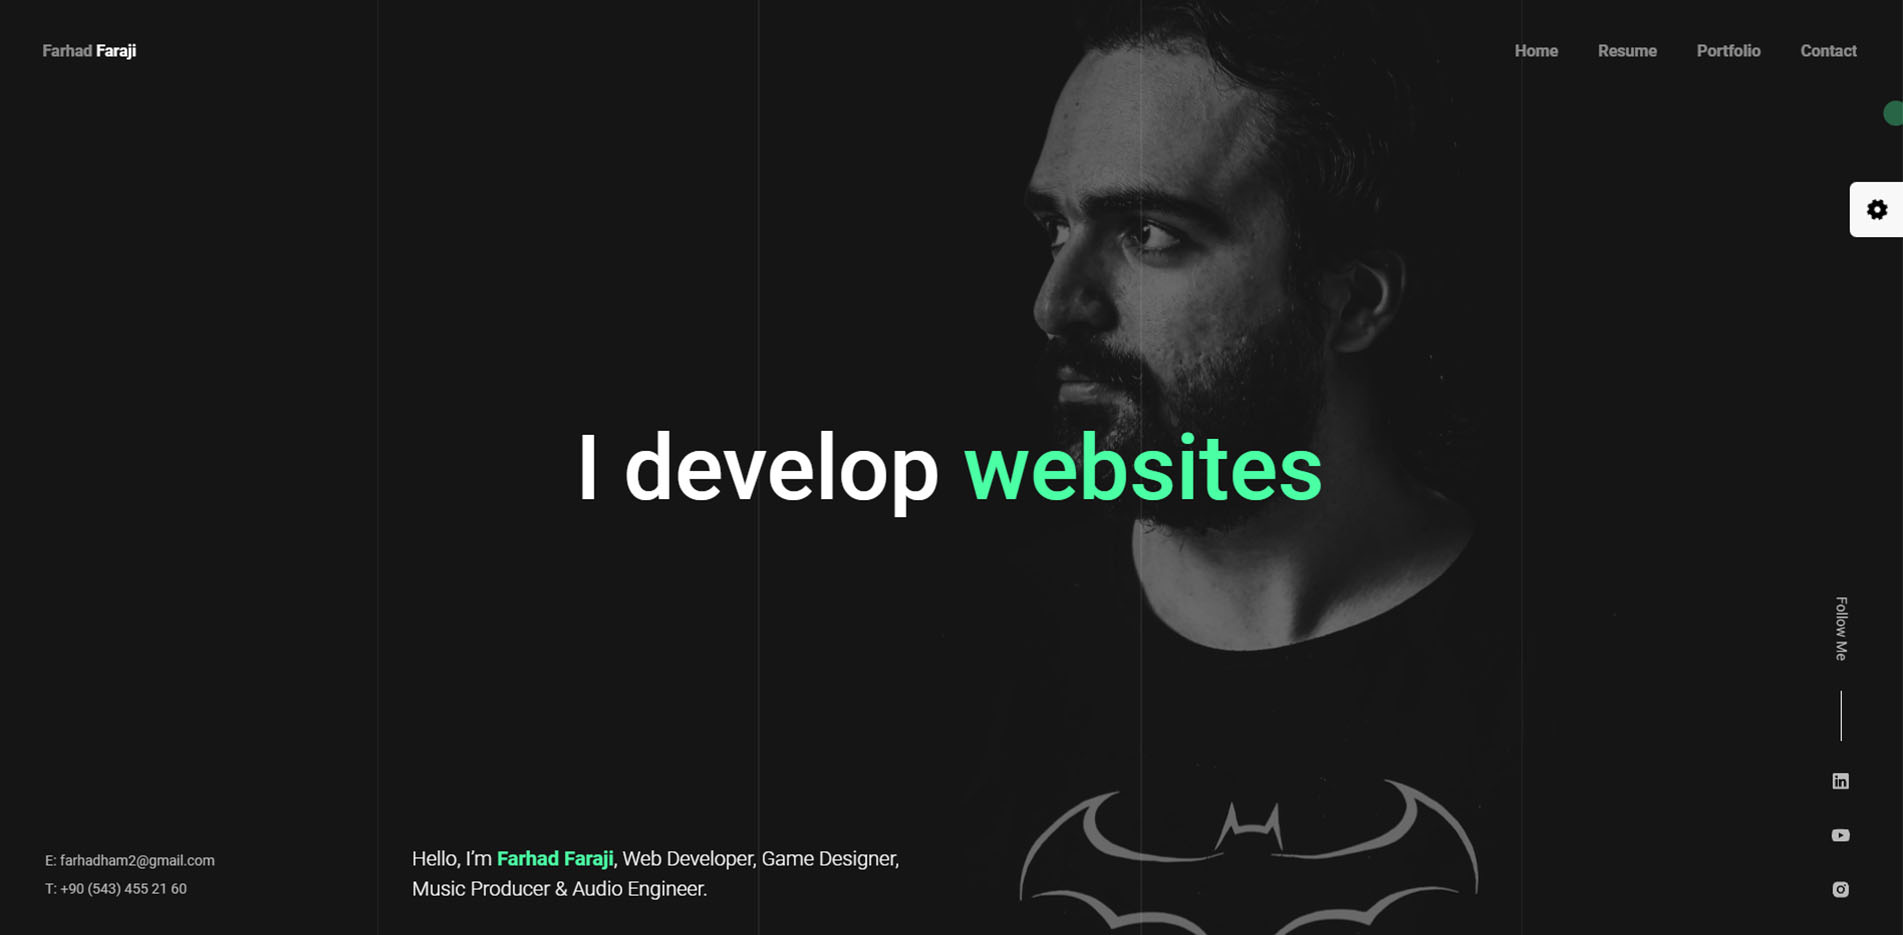 Farhad Faraji
Home Resume Portfolio Contact
I develop websites
Follow Me
E: farhadham2@gmail.com
T: +90 (543) 455 21 60
Hello, I’m Farhad Faraji, Web Developer, Game Designer,
Music Producer & Audio Engineer.
in